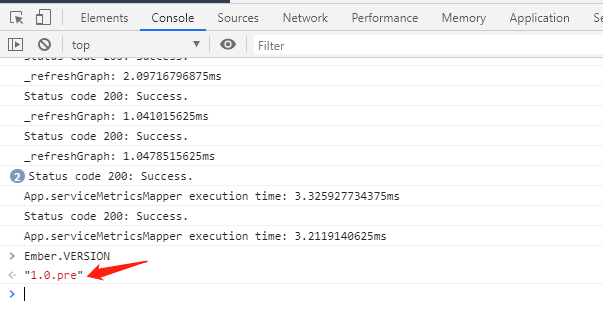 Elements Console Sources Network Performance Memory Application Se
top Filter
Status code 200: Success.
_refreshGraph: 2.09716796875ms
Status code 200: Success.
_refreshGraph: 1.041015625ms
Status code 200: Success.
_refreshGraph: 1.0478515625ms
2 Status code 200: Success.
App.serviceMetricsMapper execution time: 3.325927734375ms
Status code 200: Success.
App.serviceMetricsMapper execution time: 3.2119140625ms
> Ember.VERSION
"1.0.pre"
>